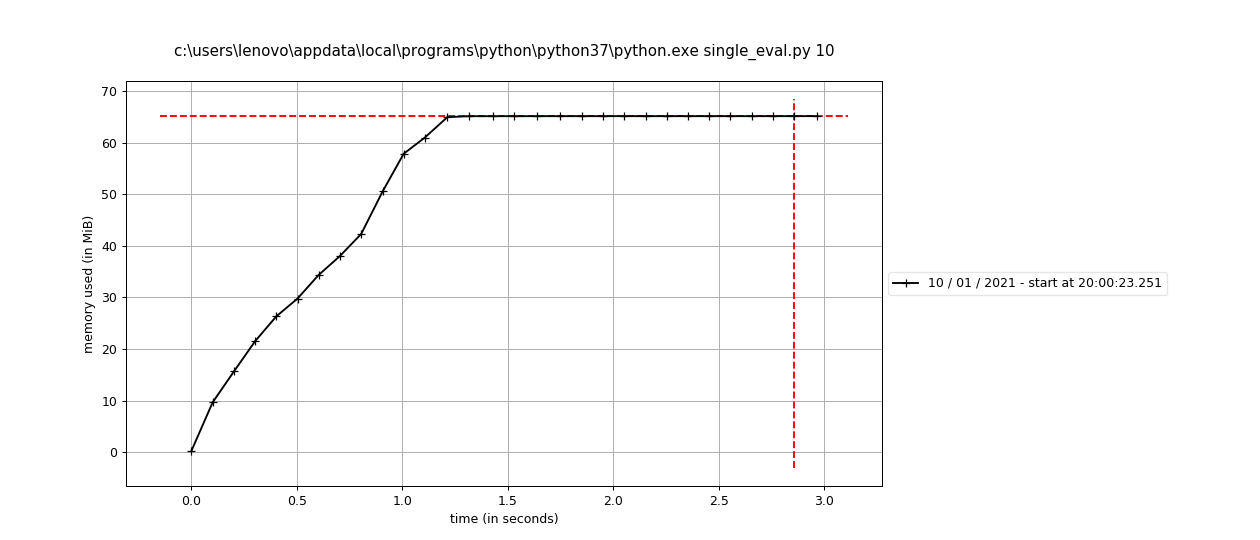 c:\users\lenovo\appdata\local\programs\python\python37\python.exe single_eval.py 10
70
60
50
40
30
20
10
0
memory used (in MiB)
0.0 0.5 1.0 1.5 2.0 2.5 3.0
time (in seconds)
10 / 01 / 2021 - start at 20:00:23.251